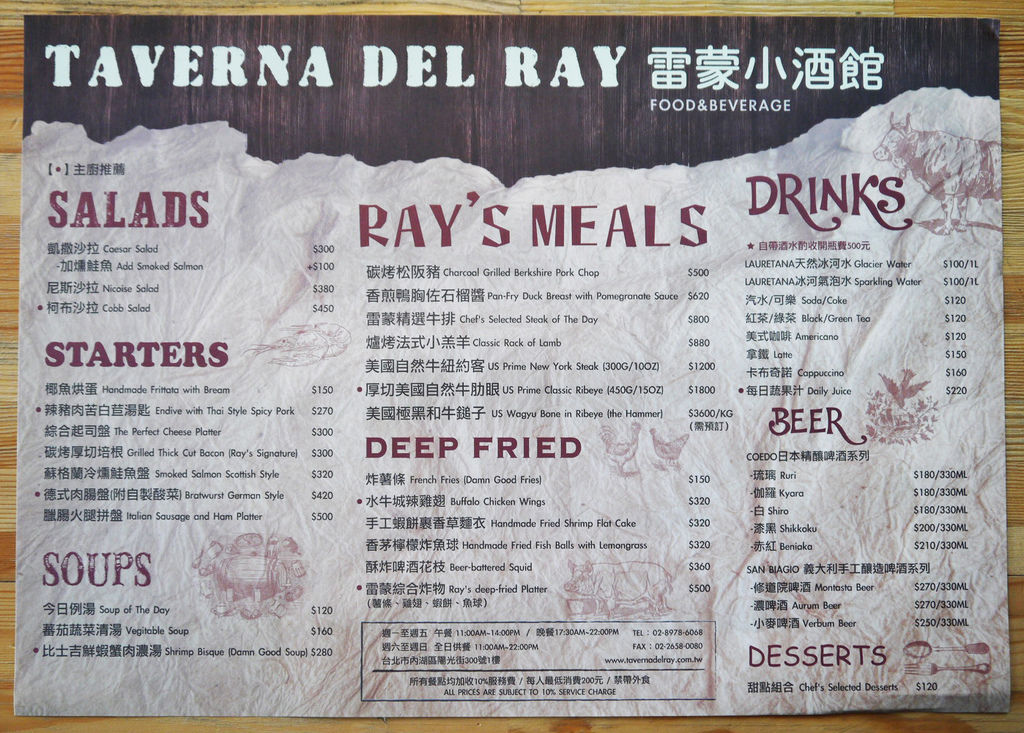 TAVERNA DEL RAY 雷蒙小酒館
FOOD&BEVERAGE
【•】主廚推薦
SALADS
凱撒沙拉 Caesar Salad $300
-加燻鮭魚 Add Smoked Salmon +$100
尼斯沙拉 Nicoise Salad $380
• 柯布沙拉 Cobb Salad $450
STARTERS
椰魚烘蛋 Handmade Frittata with Bream $150
• 辣豬肉苦白苣湯匙 Endive with Thai Style Spicy Pork $270
綜合起司盤 The Perfect Cheese Platter $300
• 碳烤厚切培根 Grilled Thick Cut Bacon (Ray's Signature) $300
蘇格蘭冷燻鮭魚盤 Smoked Salmon Scottish Style $320
• 德式肉腸盤(附自製酸菜) Bratwurst German Style $420
臘腸火腿拼盤 Italian Sausage and Ham Platter $500
SOUPS
今日例湯 Soup of The Day $120
蕃茄蔬菜清湯 Vegitable Soup $160
• 比士吉鮮蝦蟹肉濃湯 Shrimp Bisque (Damn Good Soup) $280
RAY'S MEALS
碳烤松阪豬 Charcoal Grilled Berkshire Pork Chop $500
香煎鴨胸佐石榴醬 Pan-Fry Duck Breast with Pomegranate Sauce $620
雷蒙精選牛排 Chef's Selected Steak of The Day $800
爐烤法式小羔羊 Classic Rack of Lamb $880
美國自然牛紐約客 US Prime New York Steak (300G/10OZ) $1200
• 厚切美國自然牛肋眼 US Prime Classic Ribeye (450G/15OZ) $1800
美國極黑和牛鎚子 US Wagyu Bone in Ribeye (the Hammer) $3600/KG
(需預訂)
DEEP FRIED
炸薯條 French Fries (Damn Good Fries) $150
• 水牛城辣雞翅 Buffalo Chicken Wings $320
手工蝦餅裹香草麵衣 Handmade Fried Shrimp Flat Cake $320
香茅檸檬炸魚球 Handmade Fried Fish Balls with Lemongrass $320
酥炸啤酒花枝 Beer-battered Squid $360
• 雷蒙綜合炸物 Ray's deep-fried Platter $500
(薯條、雞翅、蝦餅、魚球)
週一至週五 午餐 11:00AM~14:00PM / 晚餐17:30AM~22:00PM TEL : 02-8978-6068
週六至週日 全日供餐 11:00AM~22:00PM FAX : 02-2658-0080
台北市內湖區陽光街300號1樓 www.tavernadelray.com.tw
所有餐點均加收10%服務費 / 每人最低消費200元 / 禁帶外食
ALL PRICES ARE SUBJECT TO 10% SERVICE CHARGE
DRINKS
★ 自帶酒水酌收開瓶費500元
LAURETANA天然冰河水 Glacier Water $100/1L
LAURETANA冰河氣泡水 Sparkling Water $100/1L
汽水/可樂 Soda/Coke $120
紅茶/綠茶 Black/Green Tea $120
美式咖啡 Americano $120
拿鐵 Latte $150
卡布奇諾 Cappuccino $160
• 每日蔬果汁 Daily Juice $220
BEER
COEDO日本精釀啤酒系列
-琉璃 Ruri $180/330ML
-伽羅 Kyara $180/330ML
-白 Shiro $180/330ML
-漆黑 Shikkoku $200/330ML
-赤紅 Beniaka $210/330ML
SAN BIAGIO 義大利手工釀造啤酒系列
-修道院啤酒 Montasta Beer $270/330ML
-濃啤酒 Aurum Beer $270/330ML
-小麥啤酒 Verbum Beer $250/330ML
DESSERTS
甜點組合 Chef's Selected Desserts $120